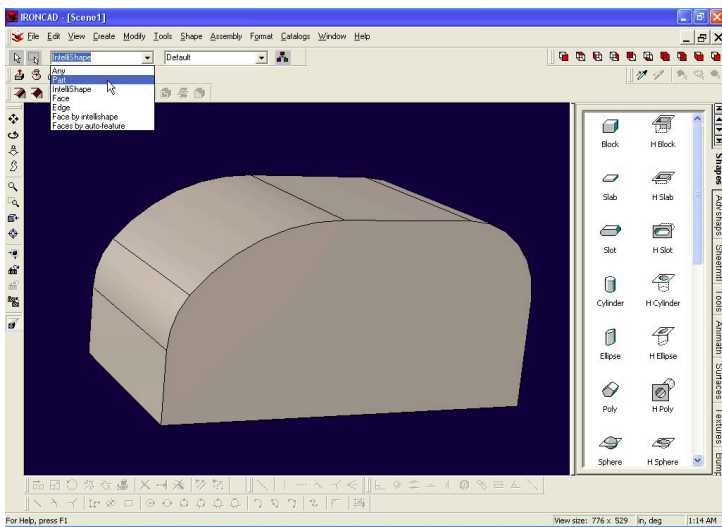 IRONCAD - [Scene1]
File Edit View Create Modify Tools Shape Assembly Format Catalogs Window Help
IntelliShape Default
Any
Part
IntelliShape
Face
Edge
Face by intellishape
Faces by auto-feature
Block H Block
Slab H Slab
Slot H Slot
Cylinder H Cylinder
Ellipse H Ellipse
Poly H Poly
Sphere H Sphere
Shapes
Advshaps
Sheetmtl
Tools
Animatn
Surfaces
Textures
Bump
For Help, press F1 View size: 776 x 529 in, deg 1:14 AM